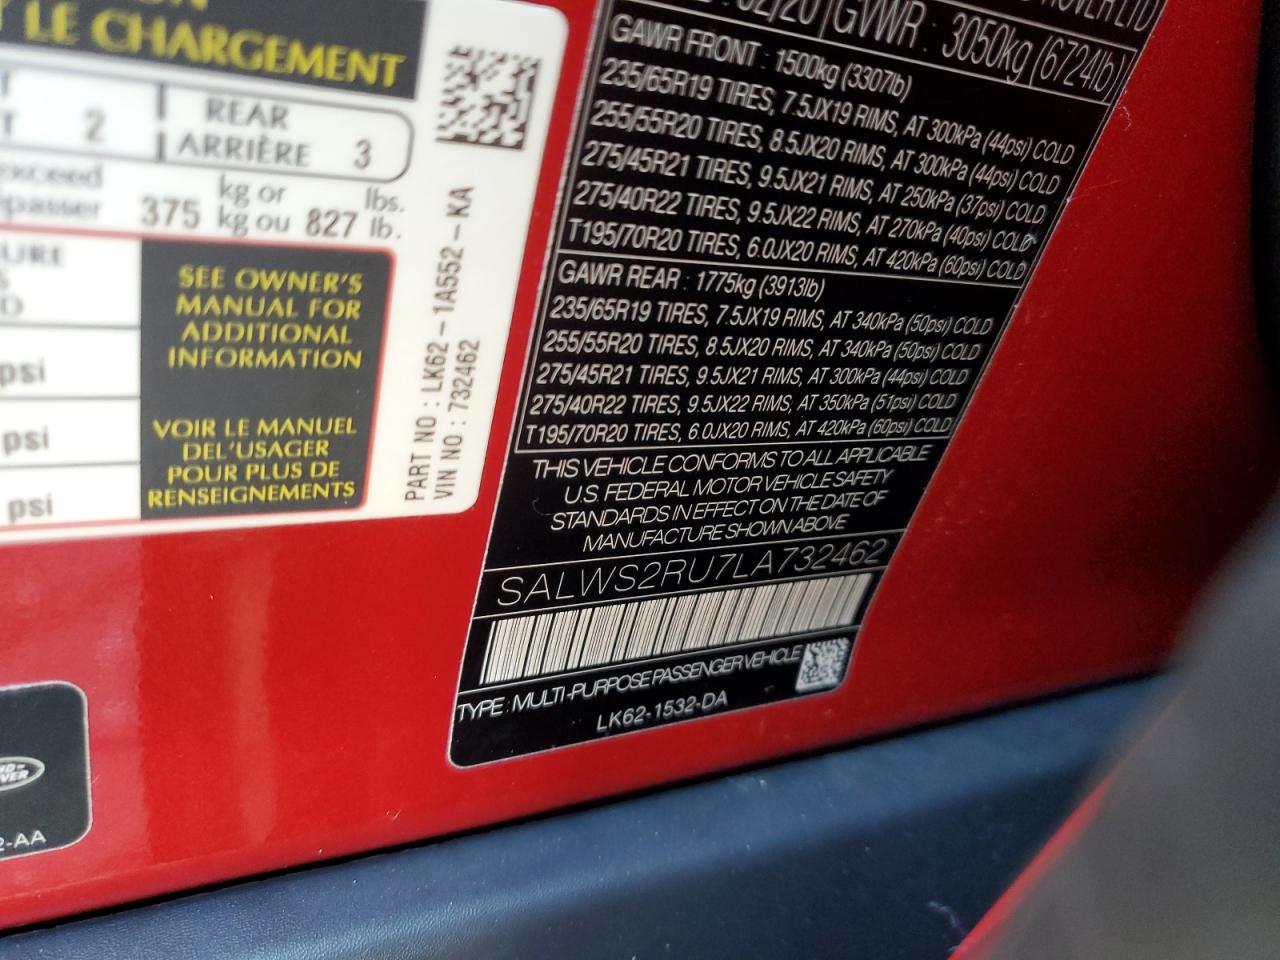 LE CHARGEMENT
2
REAR
ARRIÈRE 3
exceed
kg or lbs.
375 kg ou 827 lb.
SEE OWNER'S
MANUAL FOR
ADDITIONAL
INFORMATION
psi
psi
psi
VOIR LE MANUEL
DEL'USAGER
POUR PLUS DE
RENSEIGNEMENTS
PART NO : LK62-1A552-KA
VIN NO : 732462
02/20 GVWR : 3050kg (6724lb)
GAWR FRONT : 1500kg (3307lb)
235/65R19 TIRES, 7.5JX19 RIMS, AT 300kPa (44psi) COLD
255/55R20 TIRES, 8.5JX20 RIMS, AT 300kPa (44psi) COLD
275/45R21 TIRES, 9.5JX21 RIMS, AT 250kPa (37psi) COLD
275/40R22 TIRES, 9.5JX22 RIMS, AT 270kPa (40psi) COLD
T195/70R20 TIRES, 6.0JX20 RIMS, AT 420kPa (60psi) COLD
GAWR REAR : 1775kg (3913lb)
235/65R19 TIRES, 7.5JX19 RIMS, AT 340kPa (50psi) COLD
255/55R20 TIRES, 8.5JX20 RIMS, AT 340kPa (50psi) COLD
275/45R21 TIRES, 9.5JX21 RIMS, AT 300kPa (44psi) COLD
275/40R22 TIRES, 9.5JX22 RIMS, AT 350kPa (51psi) COLD
T195/70R20 TIRES, 6.0JX20 RIMS, AT 420kPa (60psi) COLD
THIS VEHICLE CONFORMS TO ALL APPLICABLE
U.S. FEDERAL MOTOR VEHICLE SAFETY
STANDARDS IN EFFECT ON THE DATE OF
MANUFACTURE SHOWN ABOVE
SALWS2RU7LA732462
TYPE : MULTI-PURPOSE PASSENGER VEHICLE
LK62-1532-DA
-AA